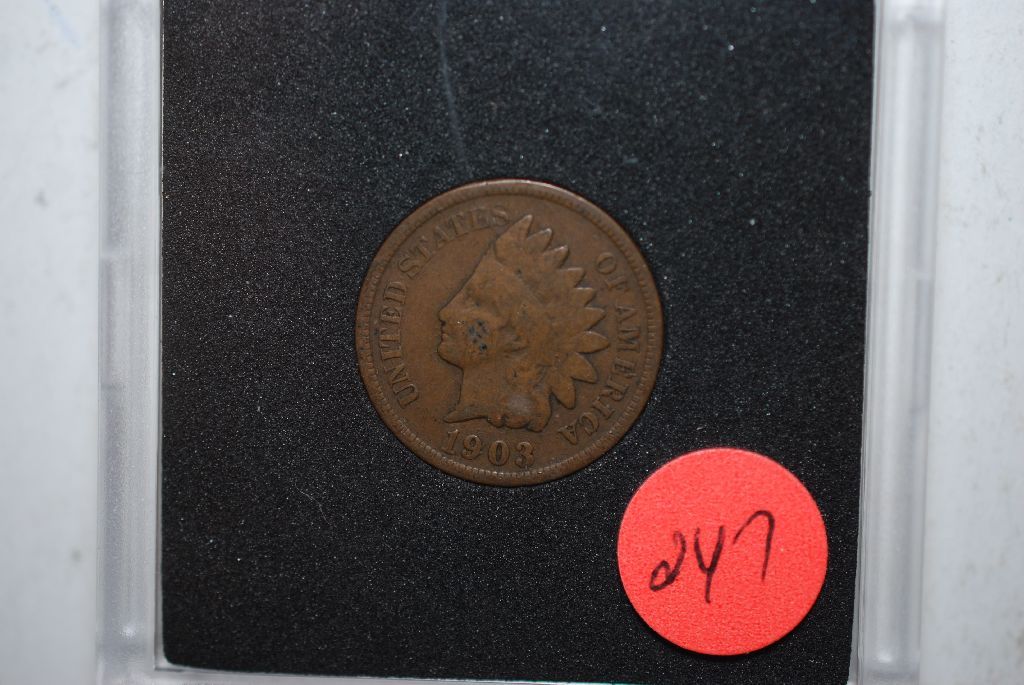 UNITED STATES OF AMERICA
1903
247